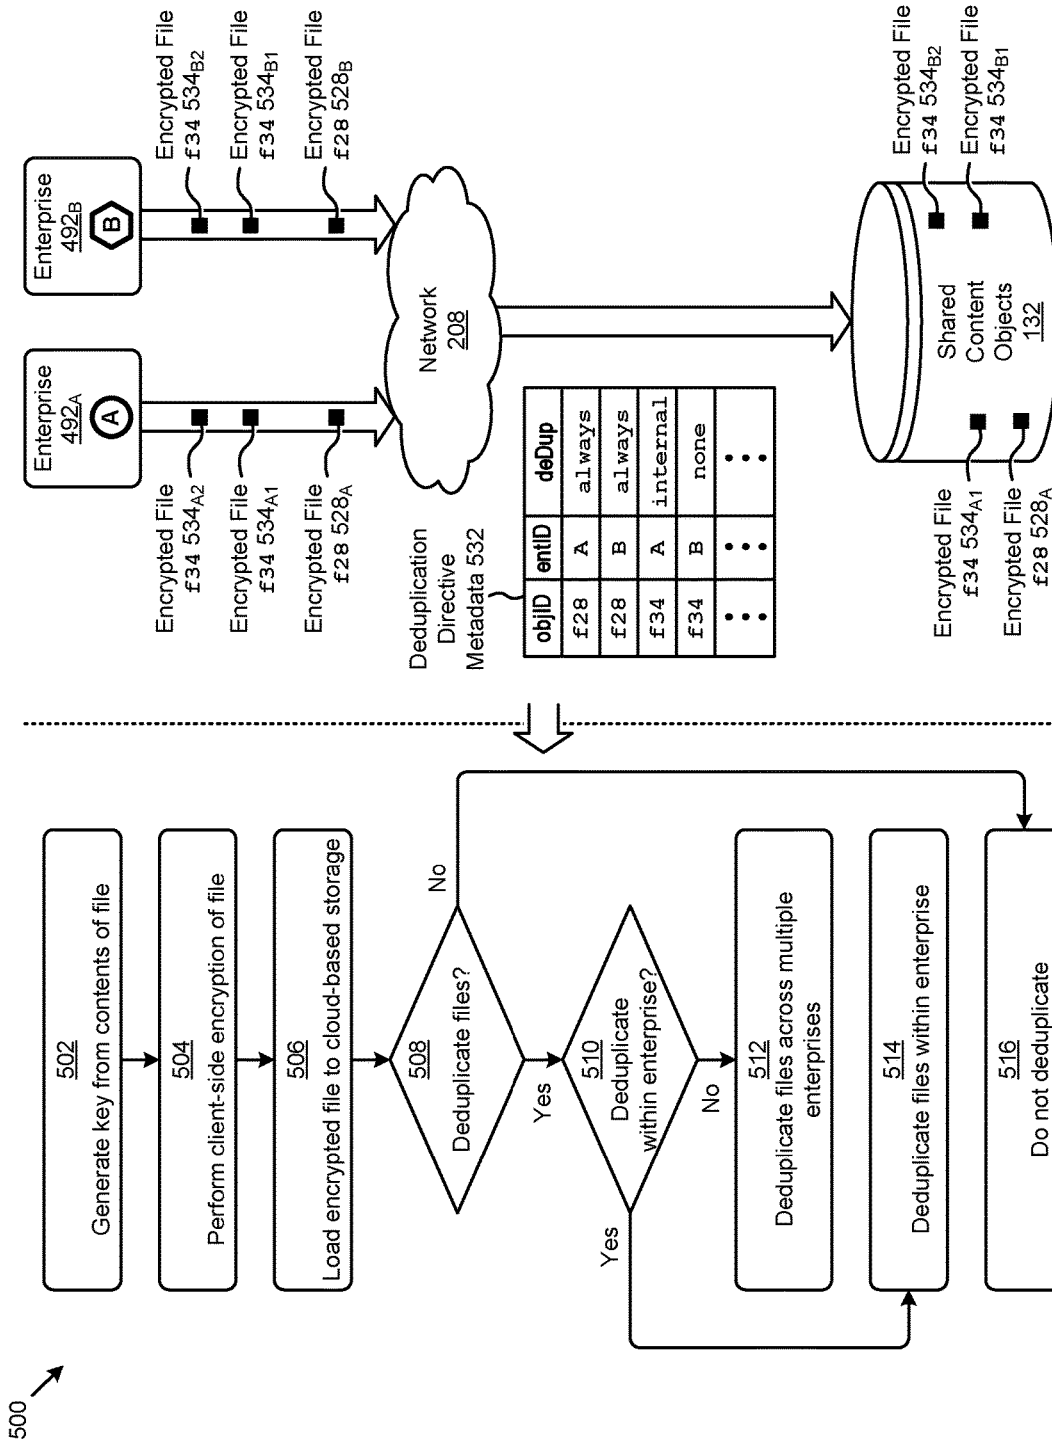 500
502
Generate key from contents of file
504
Perform client-side encryption of file
506
Load encrypted file to cloud-based storage
508
Deduplicate files?
No
Yes
510
Deduplicate
within enterprise?
Yes
No
512
Deduplicate files across multiple
enterprises
514
Deduplicate files within enterprise
516
Do not deduplicate
Enterprise
492A
A
Enterprise
492B
B
Encrypted File
f34 534A2
Encrypted File
f34 534A1
Encrypted File
f28 528A
Encrypted File
f34 534B2
Encrypted File
f34 534B1
Encrypted File
f28 528B
Network
208
Deduplication
Directive
Metadata 532
objID entID deDup
f28 A always
f28 B always
f34 A internal
f34 B none
Shared
Content
Objects
132
Encrypted File
f34 534A1
Encrypted File
f28 528A
Encrypted File
f34 534B2
Encrypted File
f34 534B1